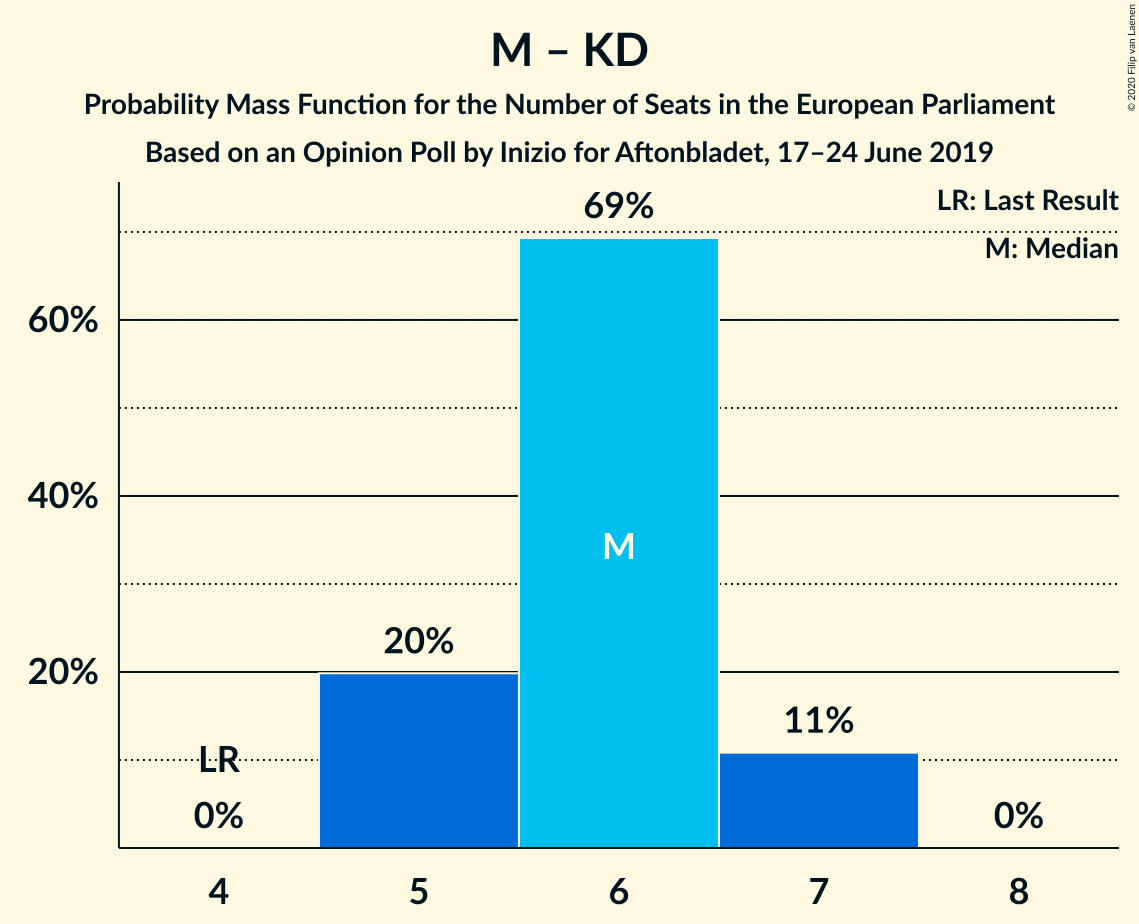 M – KD
Probability Mass Function for the Number of Seats in the European Parliament
Based on an Opinion Poll by Inizio for Aftonbladet, 17–24 June 2019
© 2020 Filip van Laenen
LR: Last Result
M: Median
69%
60%
40%
M
20%
20%
11%
LR
0%
0%
4
5
6
7
8